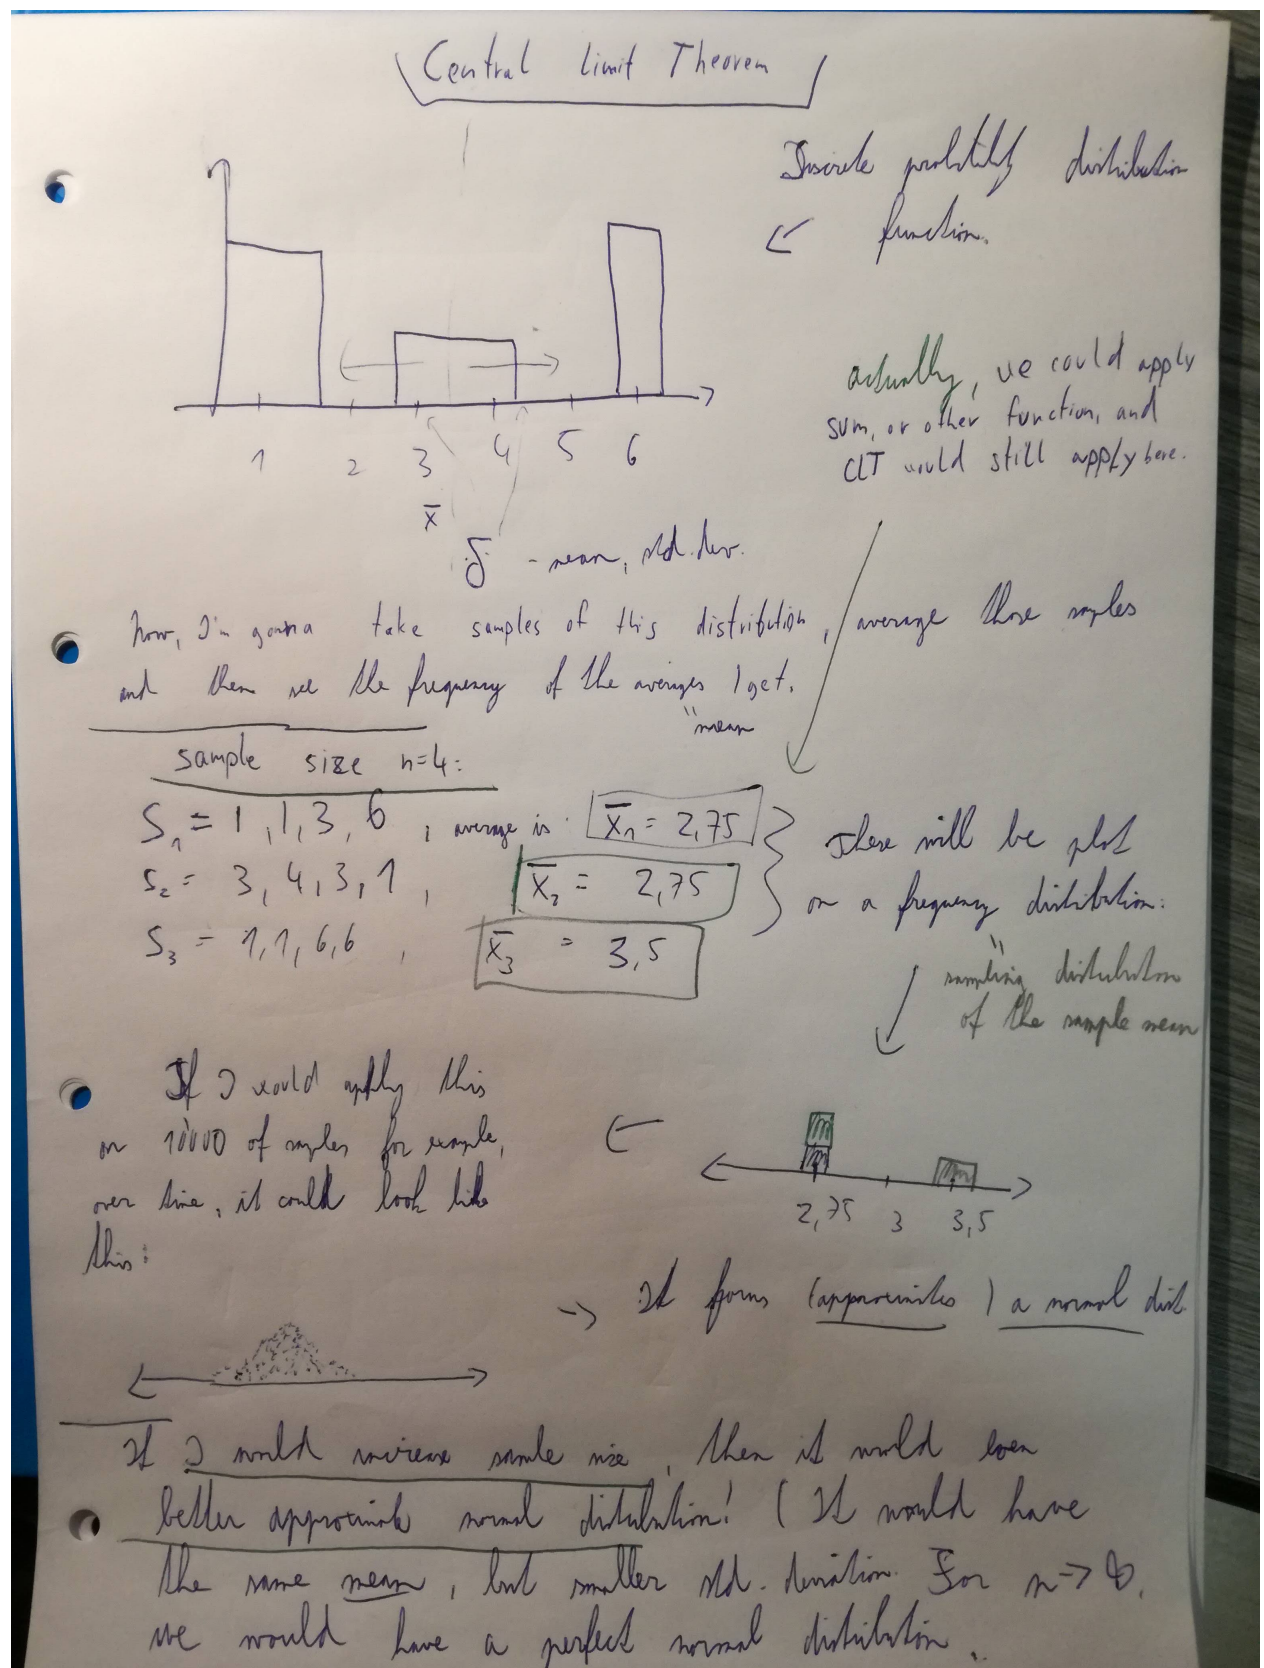 Central Limit Theorem
Discrete probability distribution
function.
actually, we could apply
sum, or other function, and
CLT would still apply here.
1 2 3 4 5 6
x̄
δ - mean, std. dev.
now, I'm gonna take samples of this distribution, average those samples
and then see the frequency of the averages I get.
"mean
sample size n=4:
S₁ = 1, 1, 3, 6, average is x̄₁ = 2,75
S₂ = 3, 4, 3, 1, x̄₂ = 2,75
S₃ = 1, 1, 6, 6, x̄₃ = 3,5
There will be plot
on a frequency distribution:
"sampling distribution
of the sample mean
If I would apply this
on 10000 of samples for example,
over time, it could look like
this:
2,75 3 3,5
→ It forms (approximates) a normal dist.
If I would increase sample size, then it would even
better approximate normal distribution! (It would have
the same mean, but smaller std. deviation. For n→∞,
we would have a perfect normal distribution.